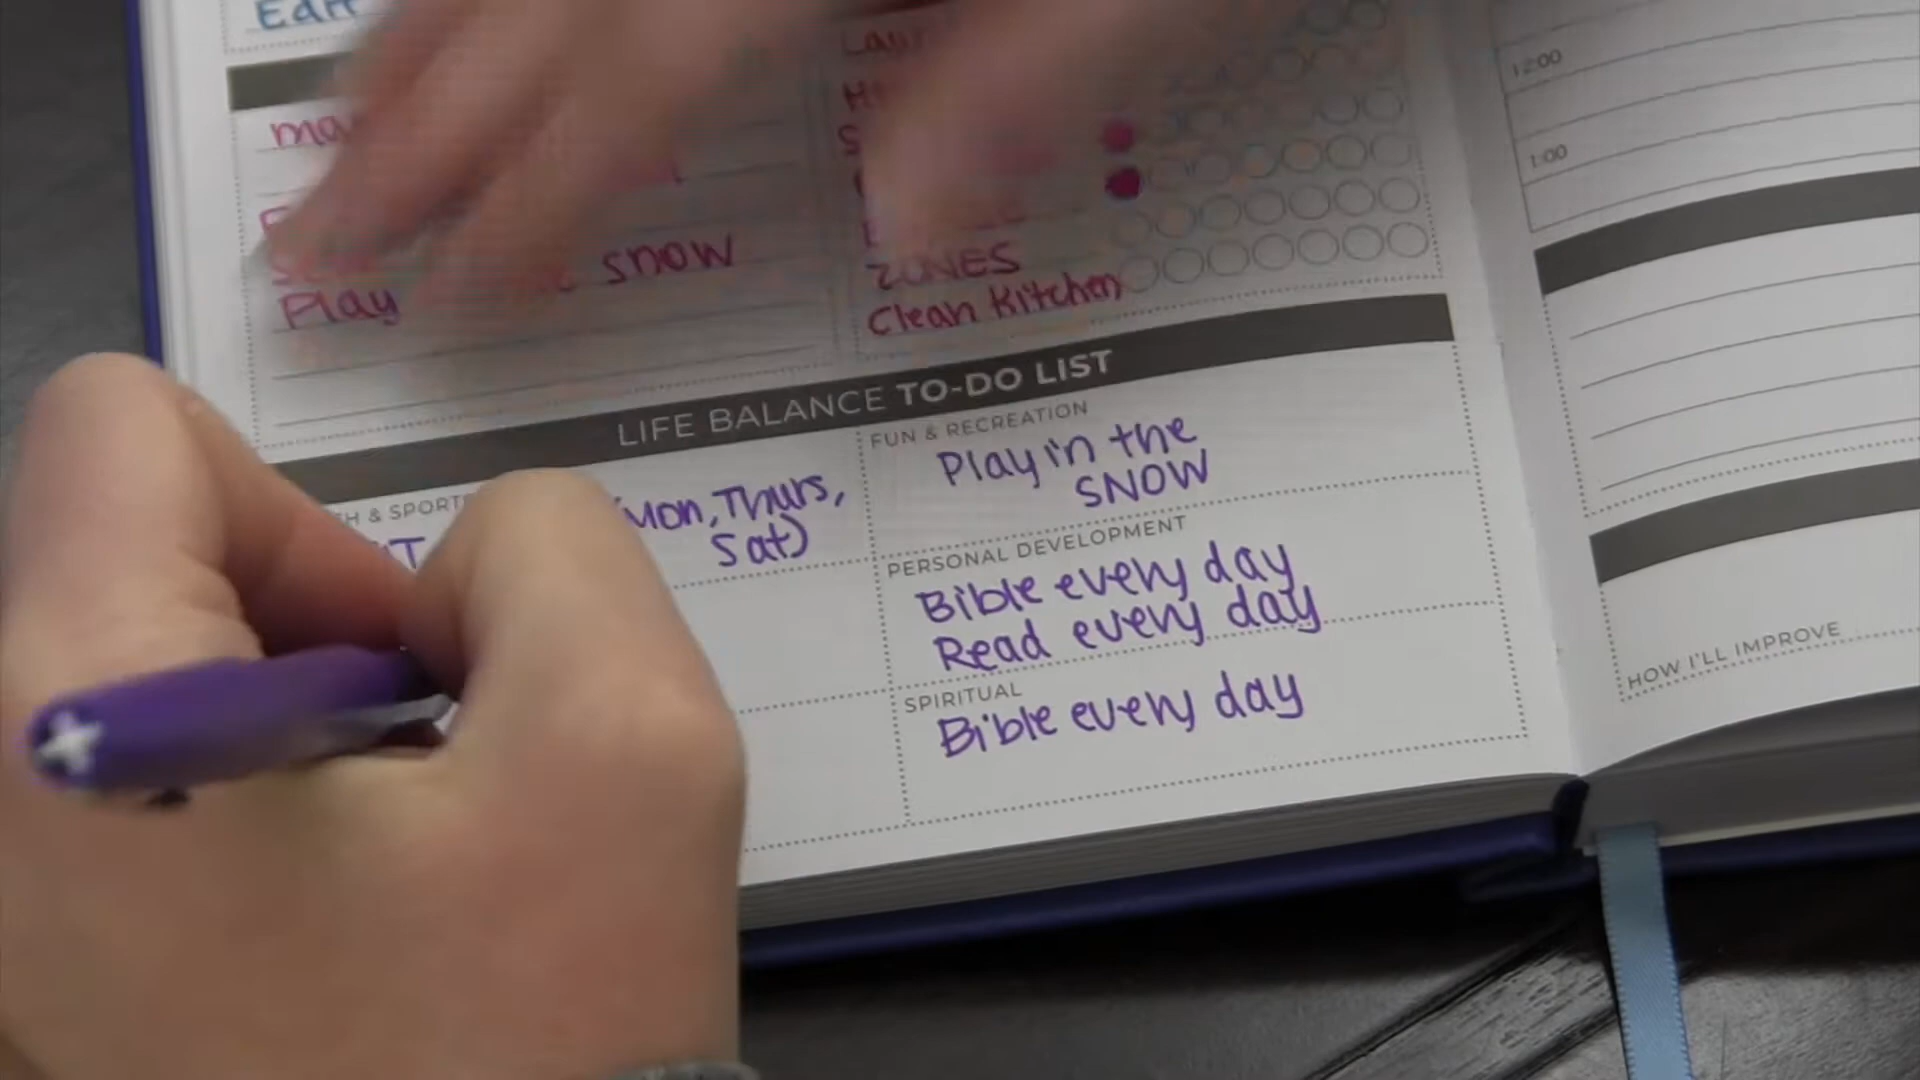 Edit
snow
Play
ZONES
Clean Kitchen
12:00
1:00
LIFE BALANCE TO-DO LIST
H & SPORT
(Mon, Thurs,
Sat)
FUN & RECREATION
Play in the
SNOW
PERSONAL DEVELOPMENT
Bible every day
Read every day
SPIRITUAL
Bible every day
HOW I'LL IMPROVE